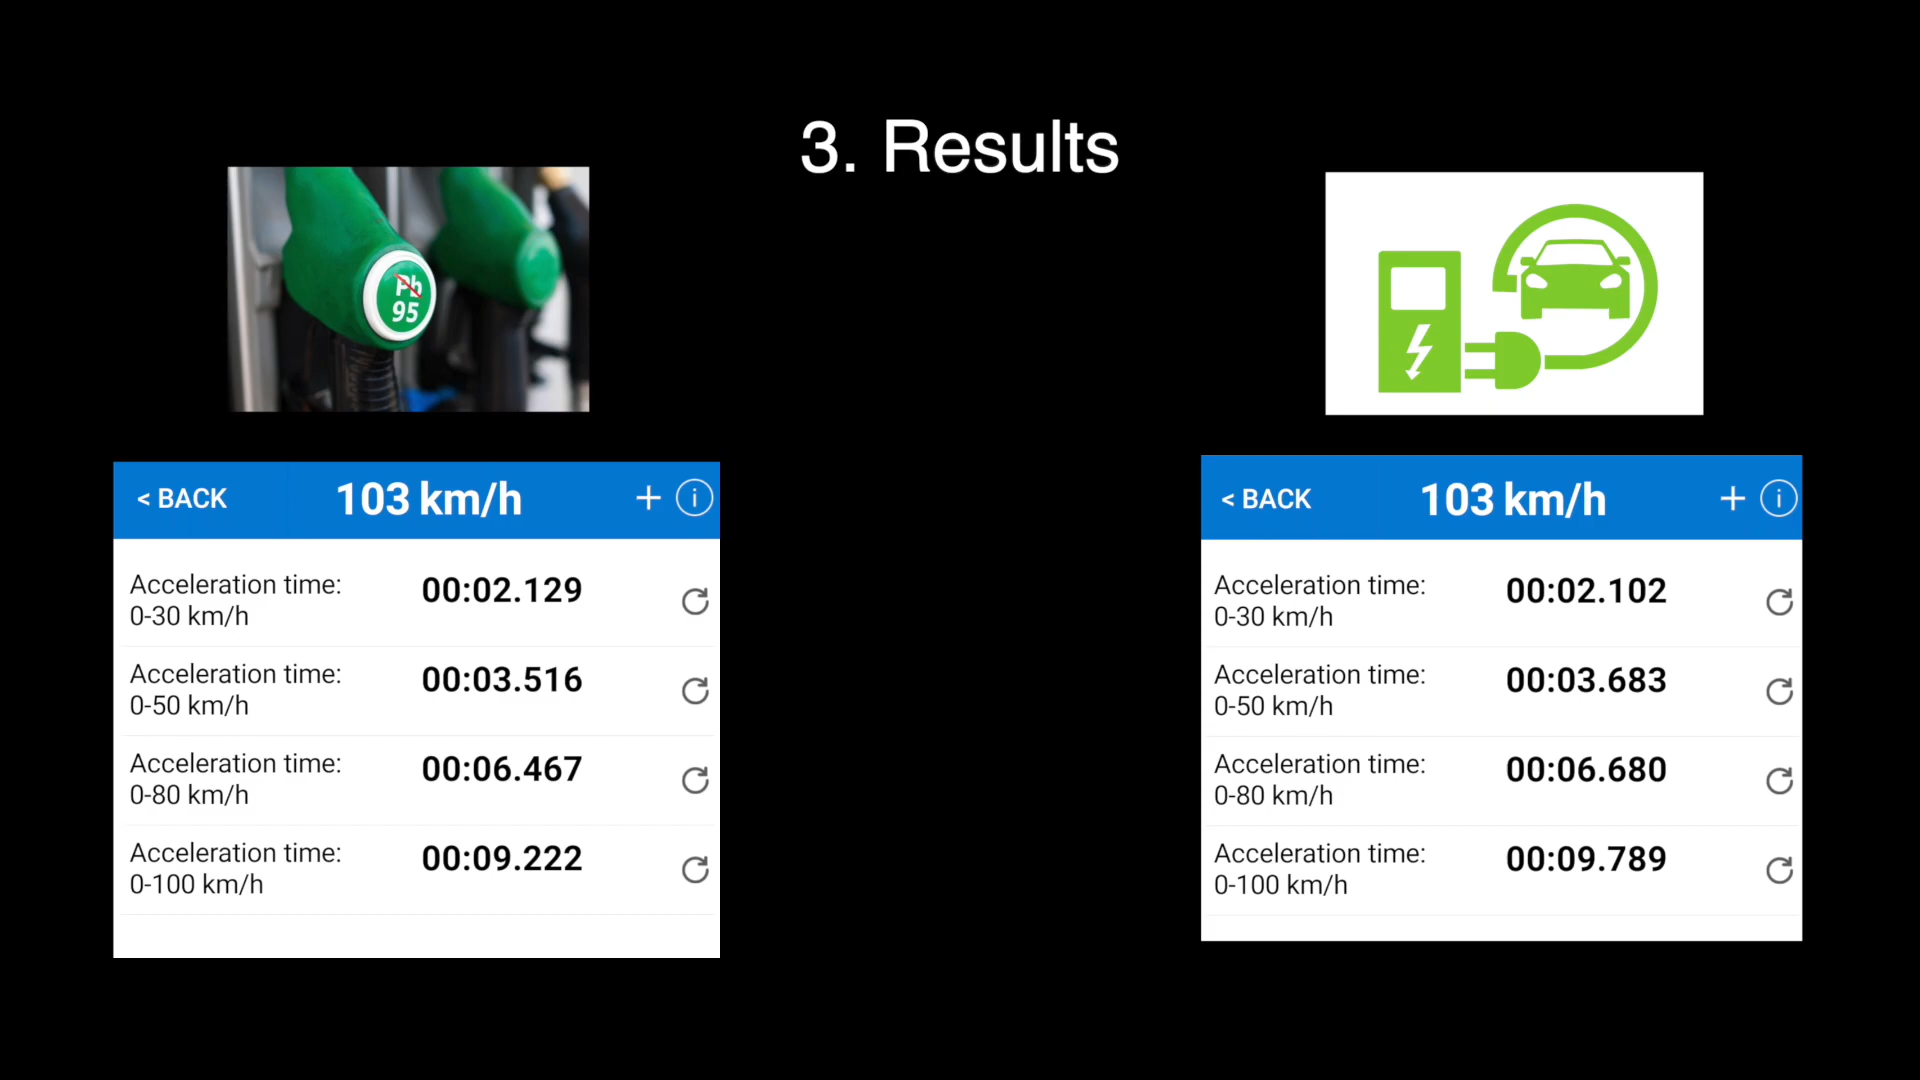 3. Results
Pb
95
< BACK 103 km/h + i
Acceleration time: 00:02.129
0-30 km/h
Acceleration time: 00:03.516
0-50 km/h
Acceleration time: 00:06.467
0-80 km/h
Acceleration time: 00:09.222
0-100 km/h
< BACK 103 km/h + i
Acceleration time: 00:02.102
0-30 km/h
Acceleration time: 00:03.683
0-50 km/h
Acceleration time: 00:06.680
0-80 km/h
Acceleration time: 00:09.789
0-100 km/h